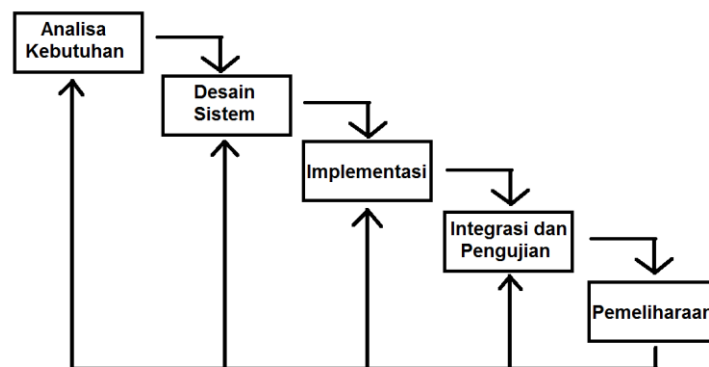 Analisa
Kebutuhan
Desain
Sistem
Implementasi
Integrasi dan
Pengujian
Pemeliharaan